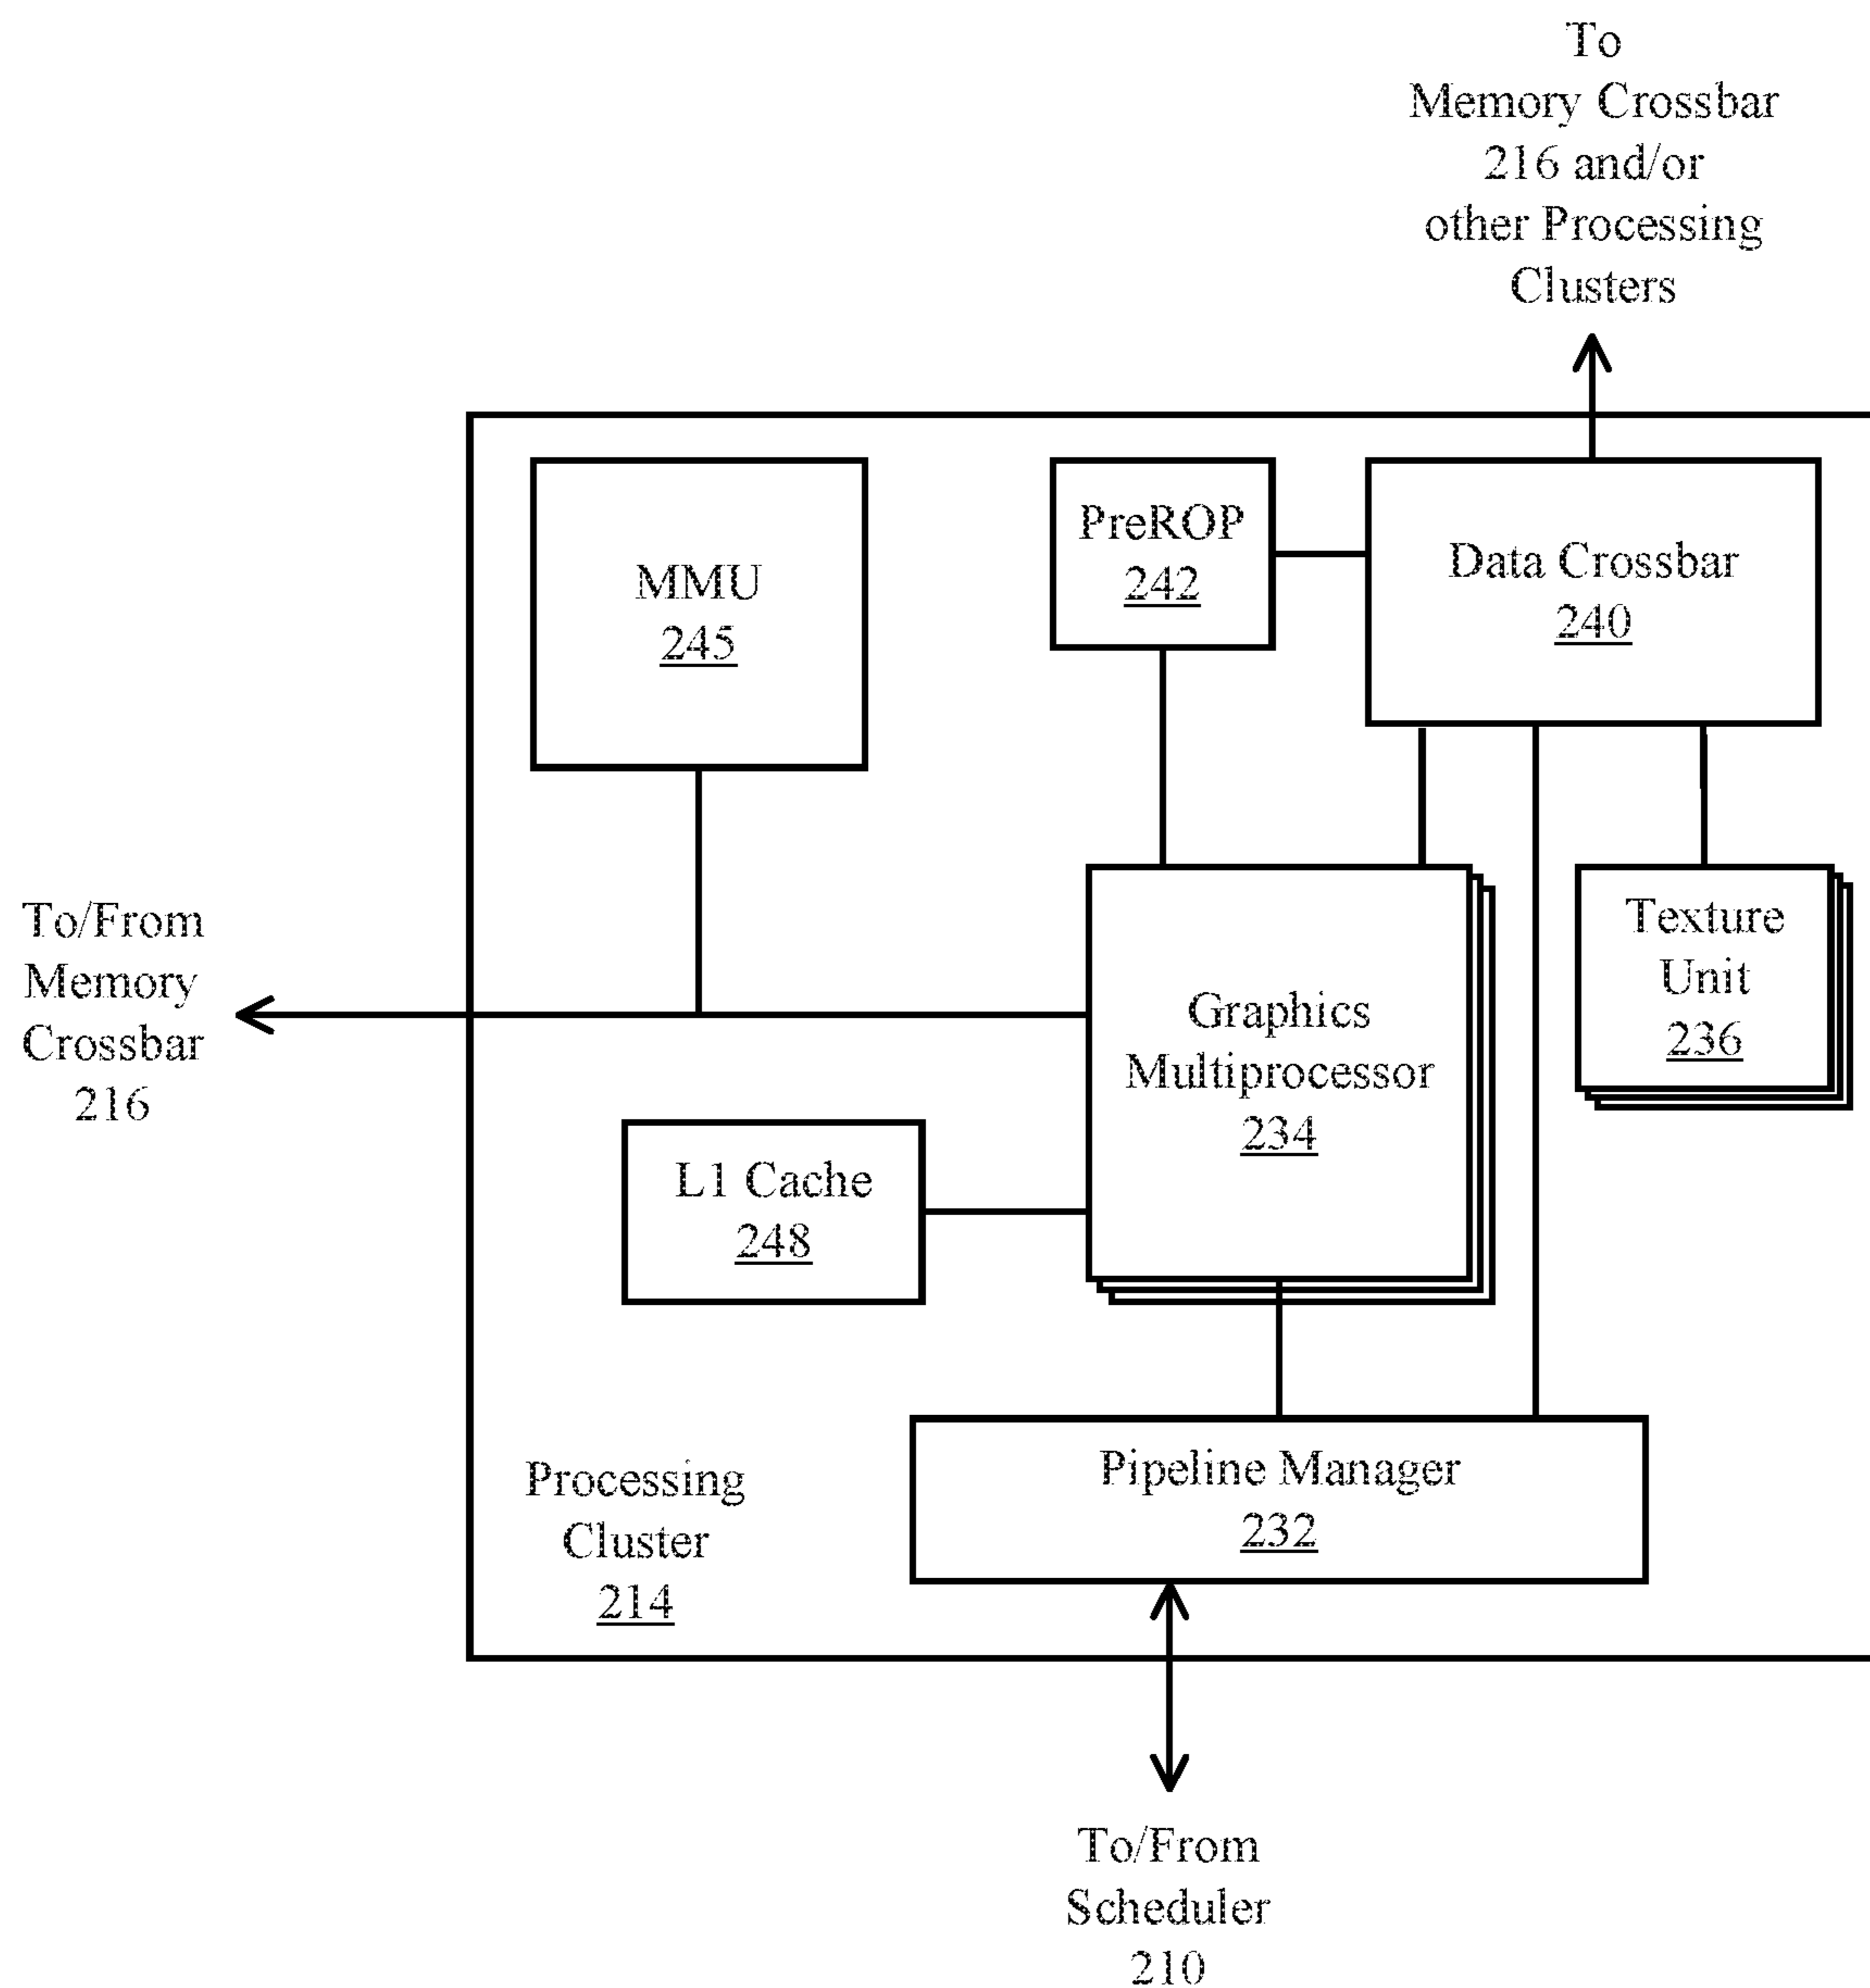 To
Memory Crossbar
216 and/or
other Processing
Clusters
MMU
245
PreROP
242
Data Crossbar
240
To/From
Memory
Crossbar
216
Graphics
Multiprocessor
234
Texture
Unit
236
L1 Cache
248
Processing
Cluster
214
Pipeline Manager
232
To/From
Scheduler
210